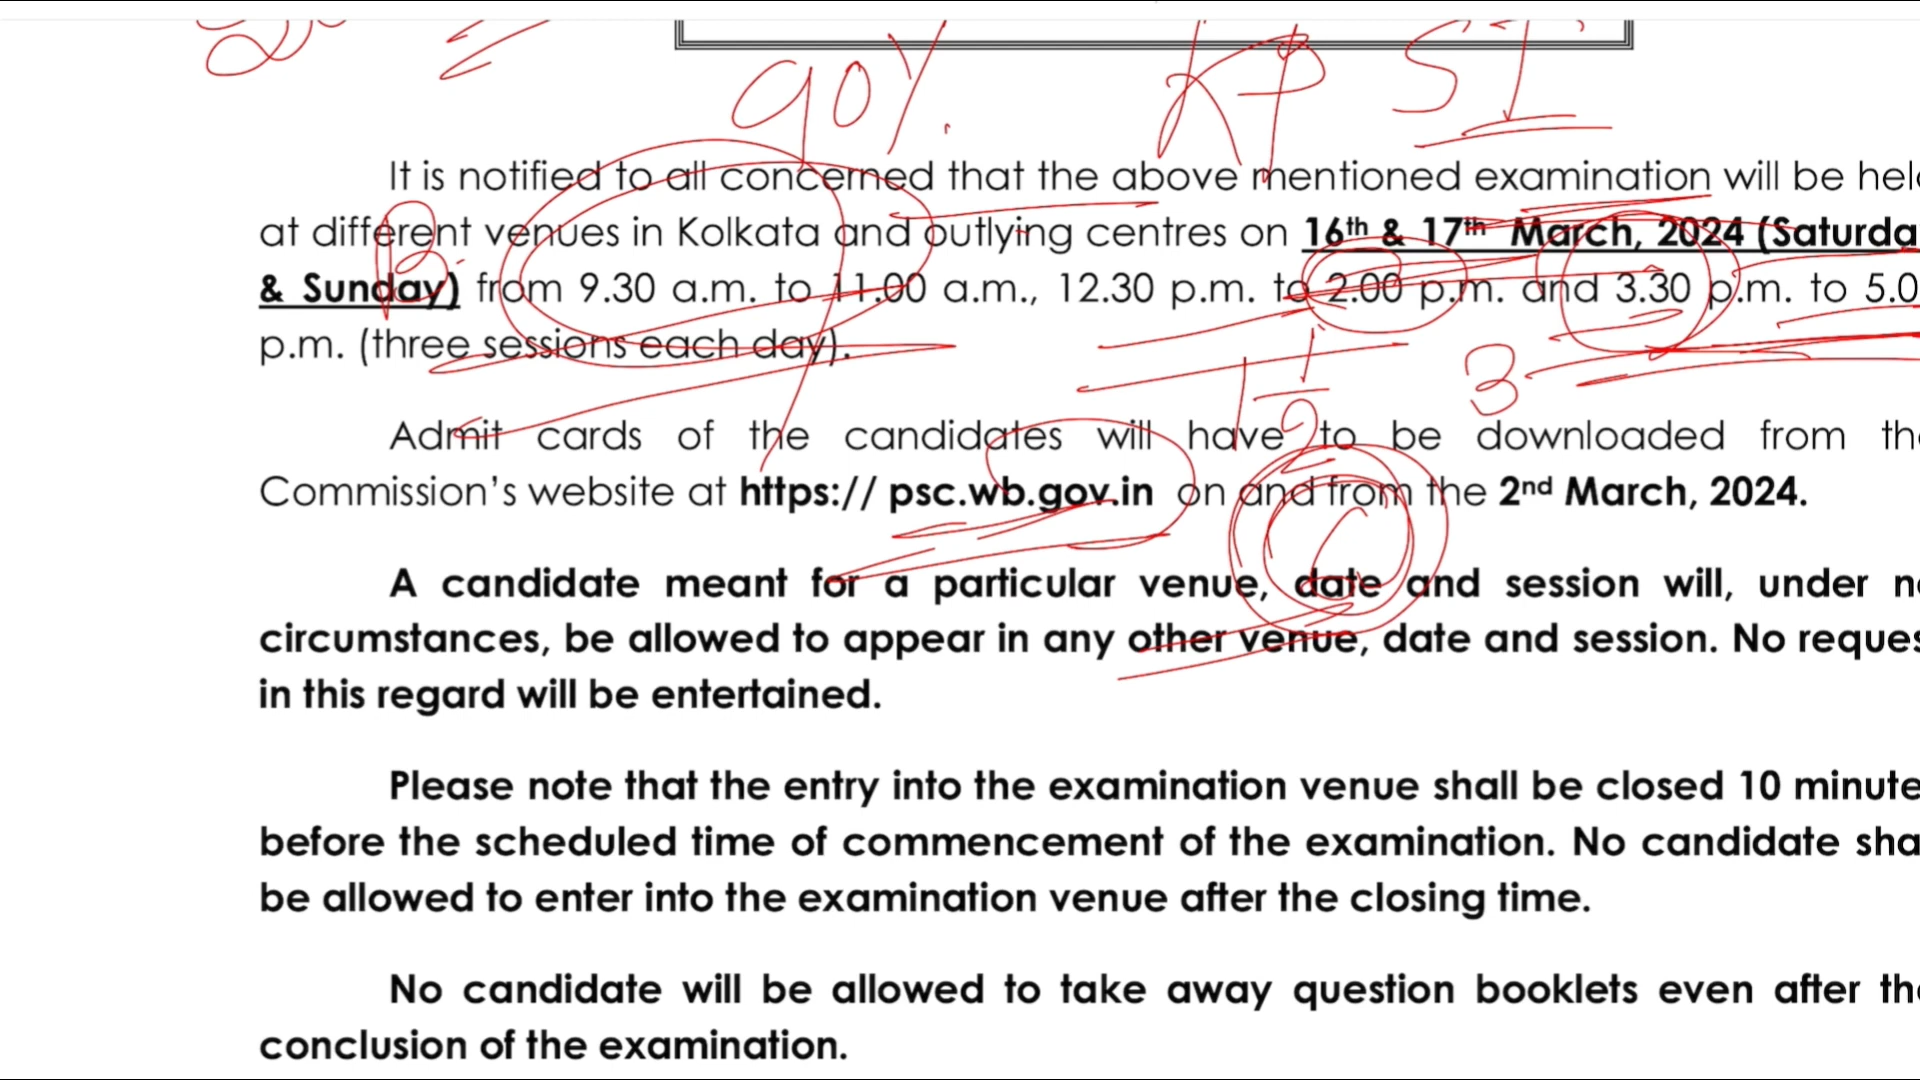 90%.
KP SI
It is notified to all concerned that the above mentioned examination will be held
at different venues in Kolkata and outlying centres on 16th & 17th March, 2024 (Saturda
& Sunday) from 9.30 a.m. to 11.00 a.m., 12.30 p.m. to 2.00 p.m. and 3.30 p.m. to 5.0
p.m. (three sessions each day).
B
1 1/2
3
Admit cards of the candidates will have to be downloaded from the
Commission's website at https:// psc.wb.gov.in on and from the 2nd March, 2024.
A candidate meant for a particular venue, date and session will, under no
circumstances, be allowed to appear in any other venue, date and session. No reques
in this regard will be entertained.
Please note that the entry into the examination venue shall be closed 10 minute
before the scheduled time of commencement of the examination. No candidate sha
be allowed to enter into the examination venue after the closing time.
No candidate will be allowed to take away question booklets even after the
conclusion of the examination.